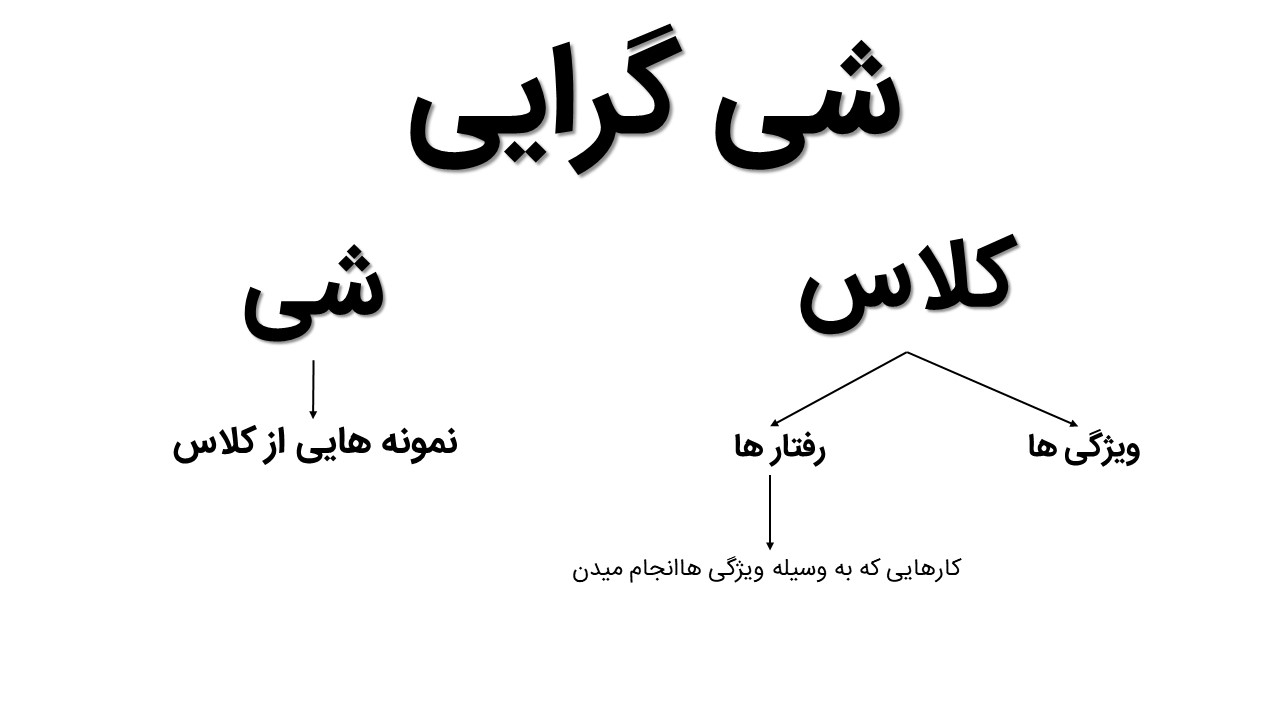 شی گرایی
کلاس
شی
ویژگی ها
رفتار ها
نمونه هایی از کلاس
کارهایی که به وسیله ویژگی هاانجام میدن